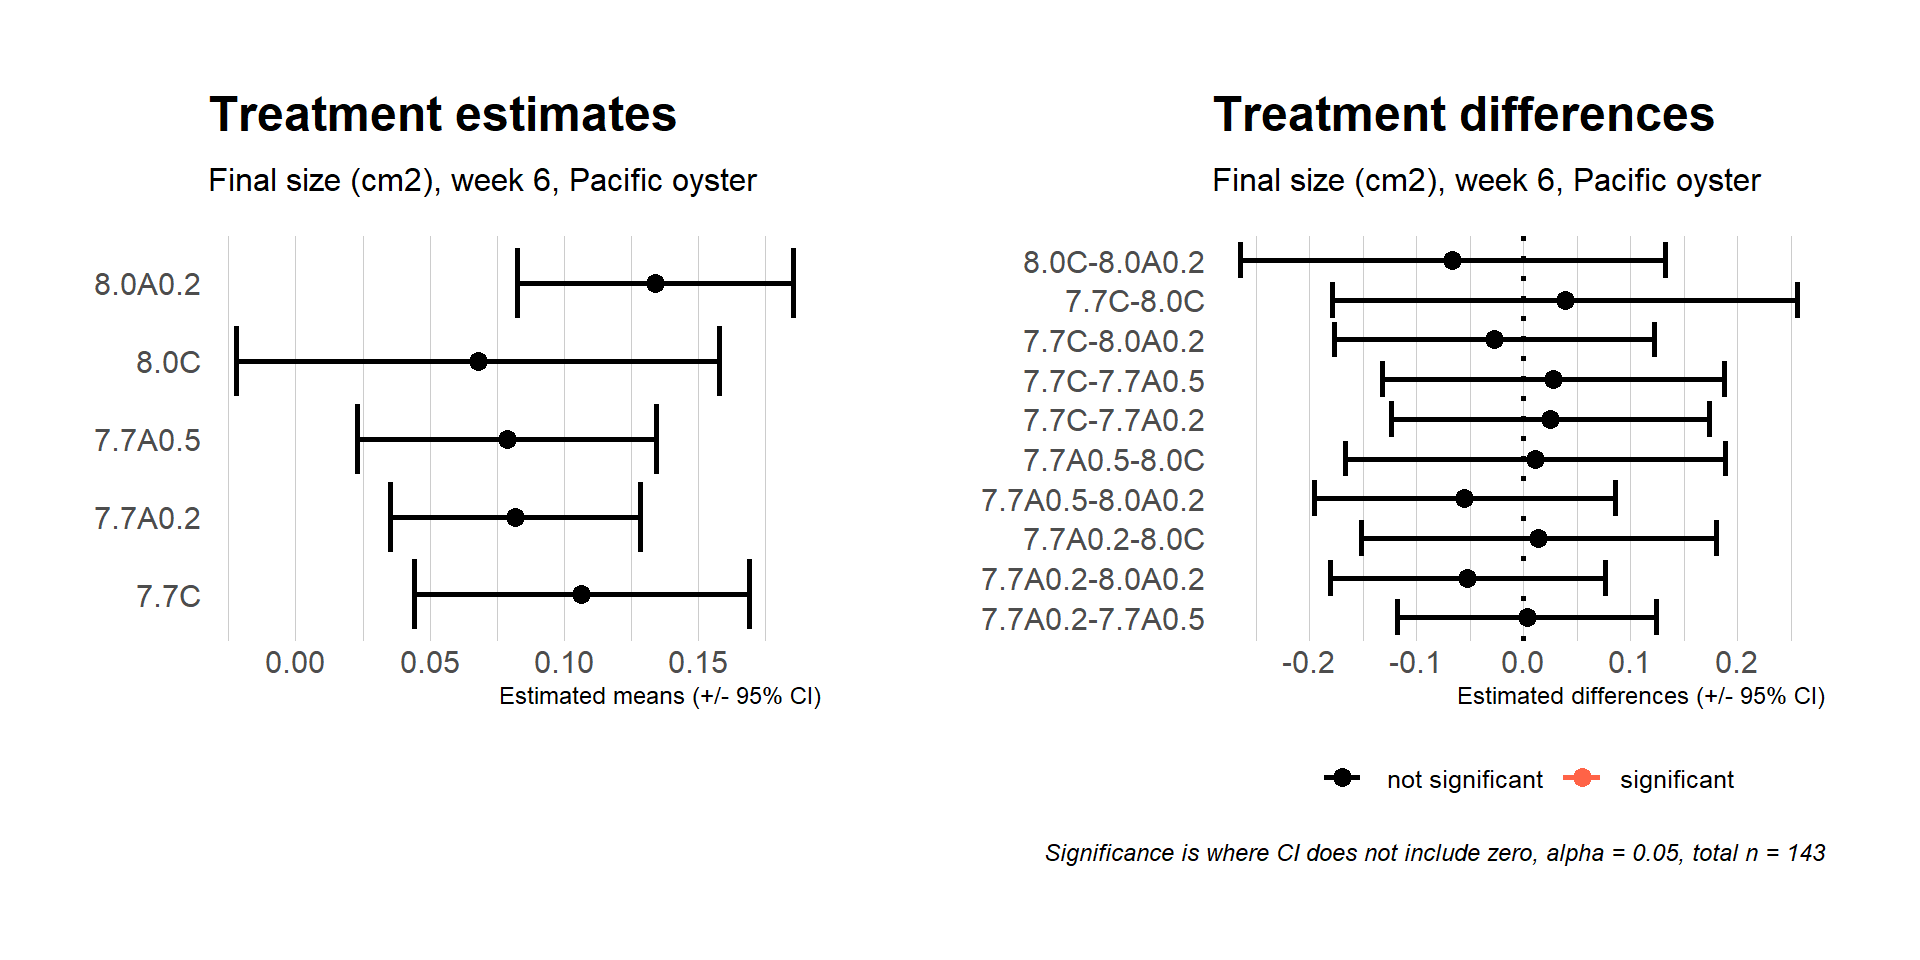 Treatment estimates
Final size (cm2), week 6, Pacific oyster
8.0A0.2
8.0C
7.7A0.5
7.7A0.2
7.7C
0.00 0.05 0.10 0.15
Estimated means (+/- 95% CI)
Treatment differences
Final size (cm2), week 6, Pacific oyster
8.0C-8.0A0.2
7.7C-8.0C
7.7C-8.0A0.2
7.7C-7.7A0.5
7.7C-7.7A0.2
7.7A0.5-8.0C
7.7A0.5-8.0A0.2
7.7A0.2-8.0C
7.7A0.2-8.0A0.2
7.7A0.2-7.7A0.5
-0.2 -0.1 0.0 0.1 0.2
Estimated differences (+/- 95% CI)
not significant significant
Significance is where CI does not include zero, alpha = 0.05, total n = 143